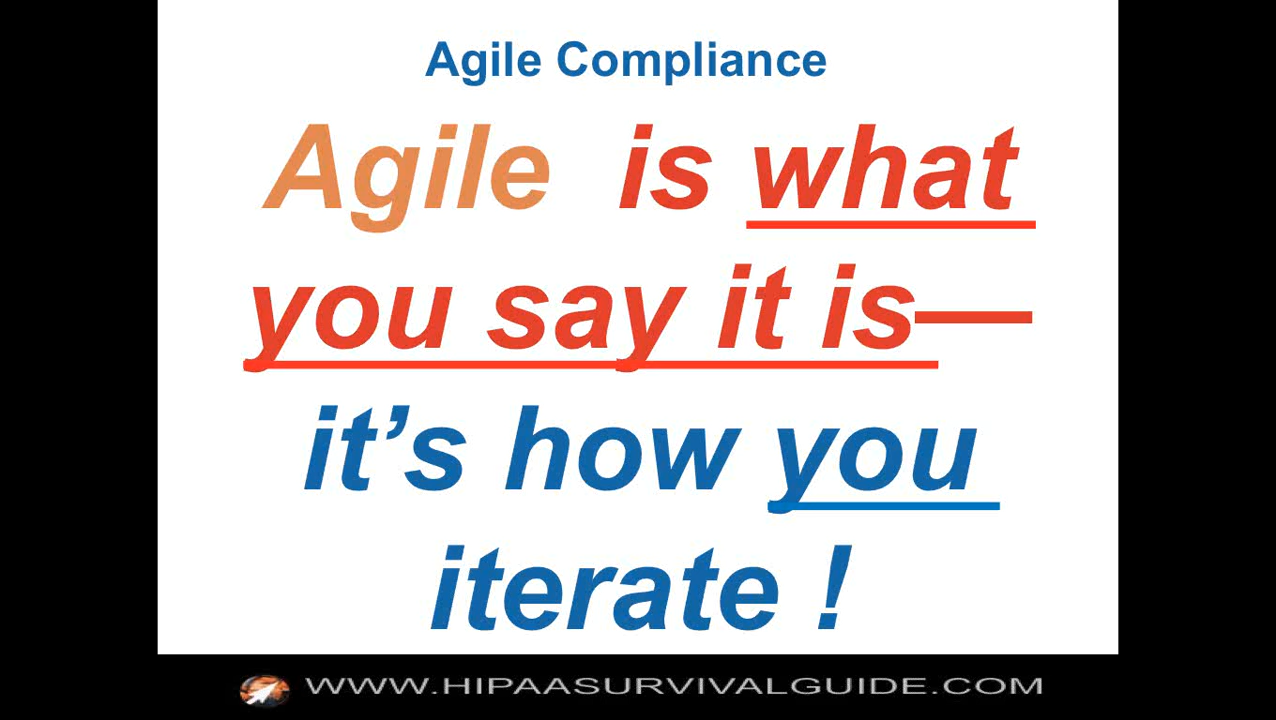 Agile Compliance
Agile is what
you say it is—
it’s how you
iterate !
WWW.HIPAASURVIVALGUIDE.COM